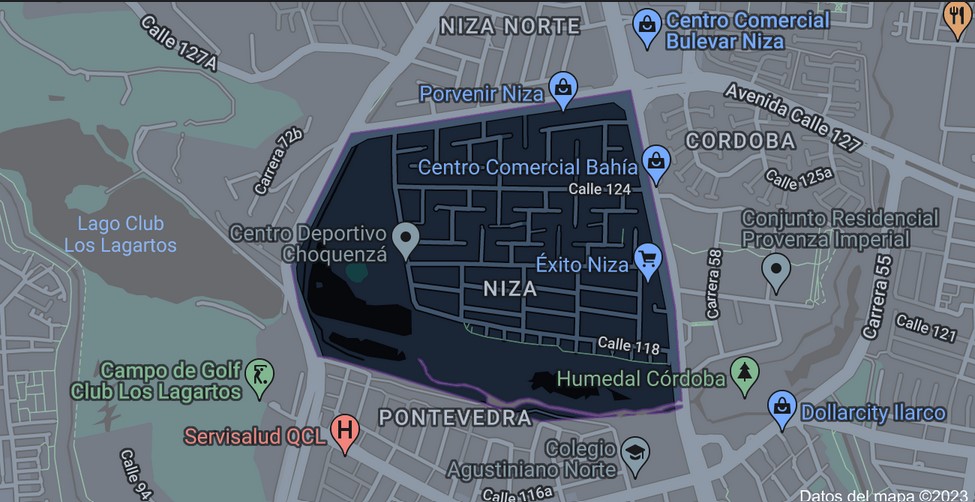 NIZA NORTE
Centro Comercial
Bulevar Niza
Calle 127A
Porvenir Niza
Avenida Calle 127
CORDOBA
Carrera 72b
Centro Comercial Bahía
Calle 124
Calle 125a
Lago Club
Los Lagartos
Centro Deportivo
Choquenzá
Conjunto Residencial
Provenza Imperial
Éxito Niza
NIZA
Carrera 58
Carrera 55
Calle 121
Calle 118
Campo de Golf
Club Los Lagartos
Humedal Córdoba
PONTEVEDRA
Dollarcity Ilarco
Servisalud QCL
H
Colegio
Agustiniano Norte
Calle 94
Calle 116a
Datos del mapa ©2023